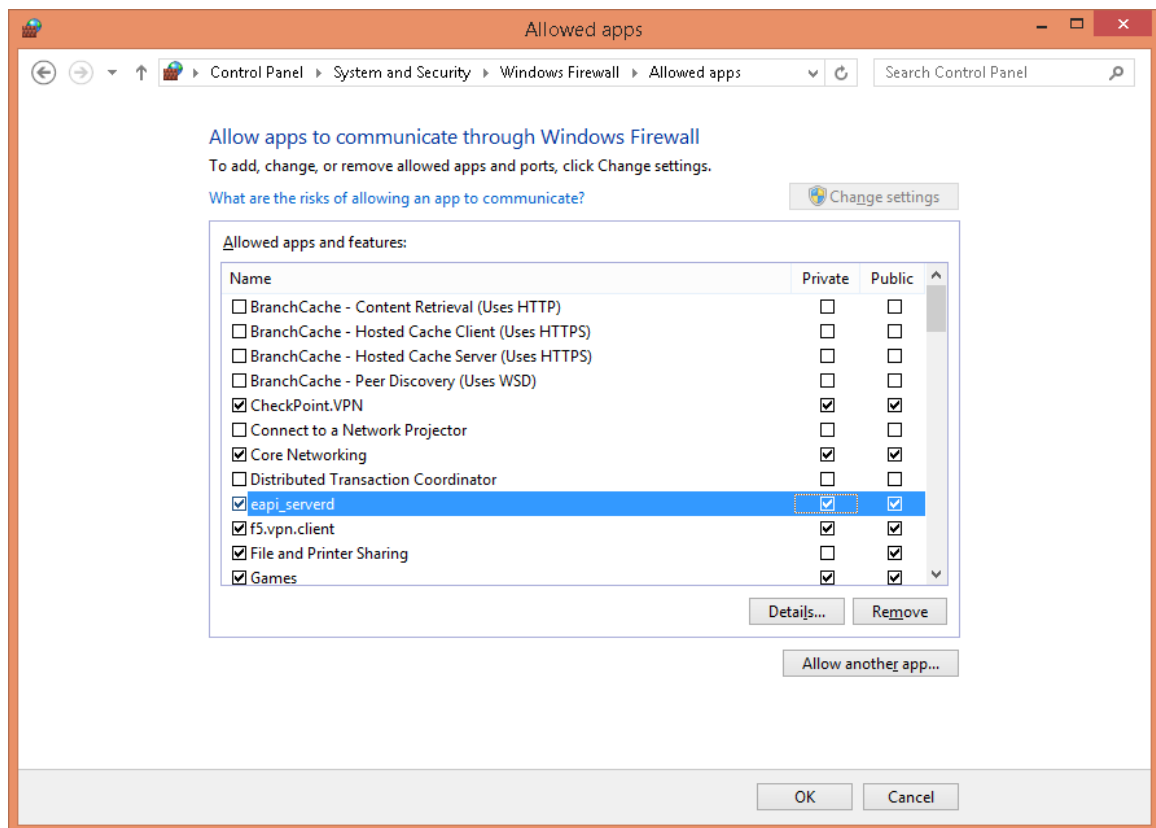 Allowed apps
Control Panel System and Security Windows Firewall Allowed apps Search Control Panel
Allow apps to communicate through Windows Firewall
To add, change, or remove allowed apps and ports, click Change settings.
What are the risks of allowing an app to communicate? Change settings
Allowed apps and features:
Name Private Public
BranchCache - Content Retrieval (Uses HTTP)
BranchCache - Hosted Cache Client (Uses HTTPS)
BranchCache - Hosted Cache Server (Uses HTTPS)
BranchCache - Peer Discovery (Uses WSD)
CheckPoint.VPN
Connect to a Network Projector
Core Networking
Distributed Transaction Coordinator
eapi_serverd
f5.vpn.client
File and Printer Sharing
Games
Details... Remove
Allow another app...
OK Cancel